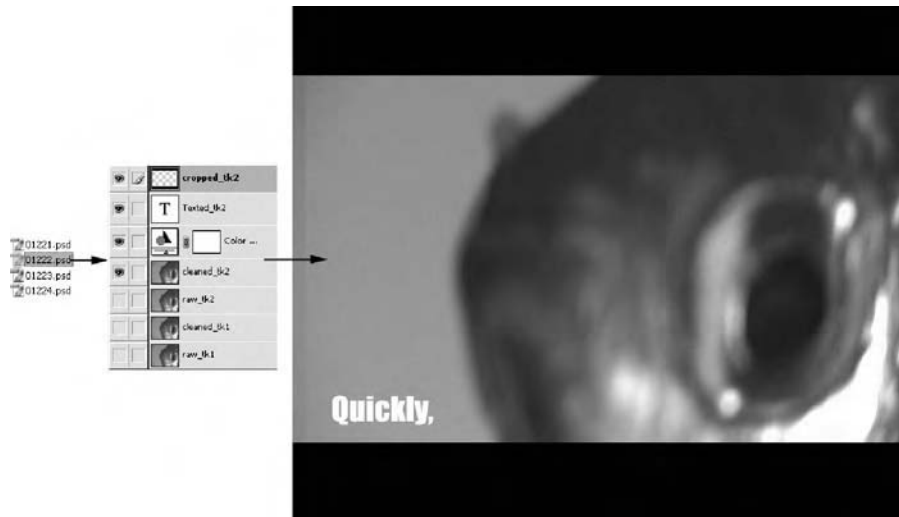 01221.psd
01222.psd
01223.psd
01224.psd
cropped_tk2
T
Texted_tk2
Color ...
cleaned_tk2
raw_tk2
cleaned_tk1
raw_tk1
Quickly,